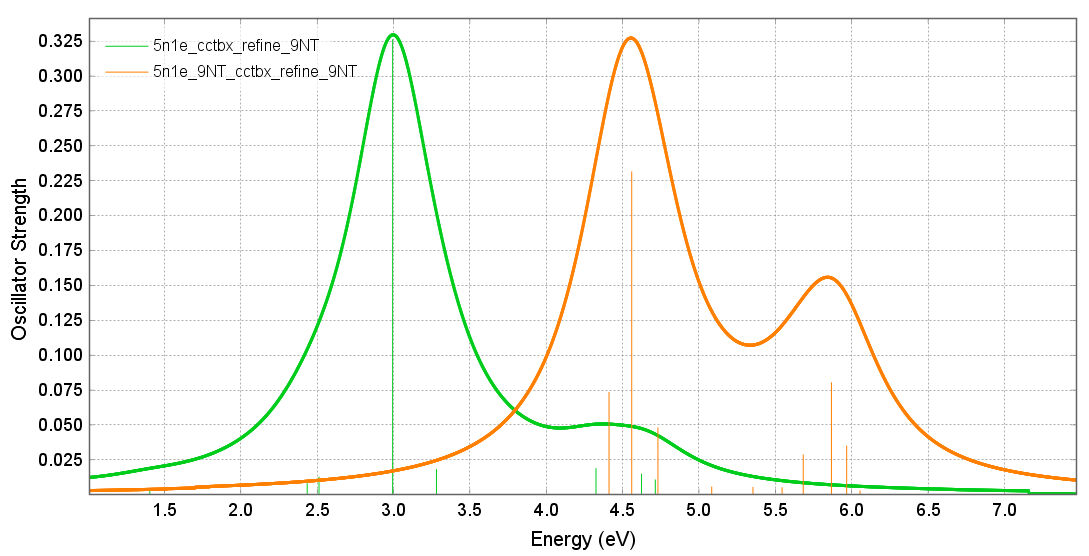 0.325
0.300
0.275
0.250
0.225
0.200
0.175
0.150
0.125
0.100
0.075
0.050
0.025
Oscillator Strength
5n1e_cctbx_refine_9NT
5n1e_9NT_cctbx_refine_9NT
1.5 2.0 2.5 3.0 3.5 4.0 4.5 5.0 5.5 6.0 6.5 7.0
Energy (eV)